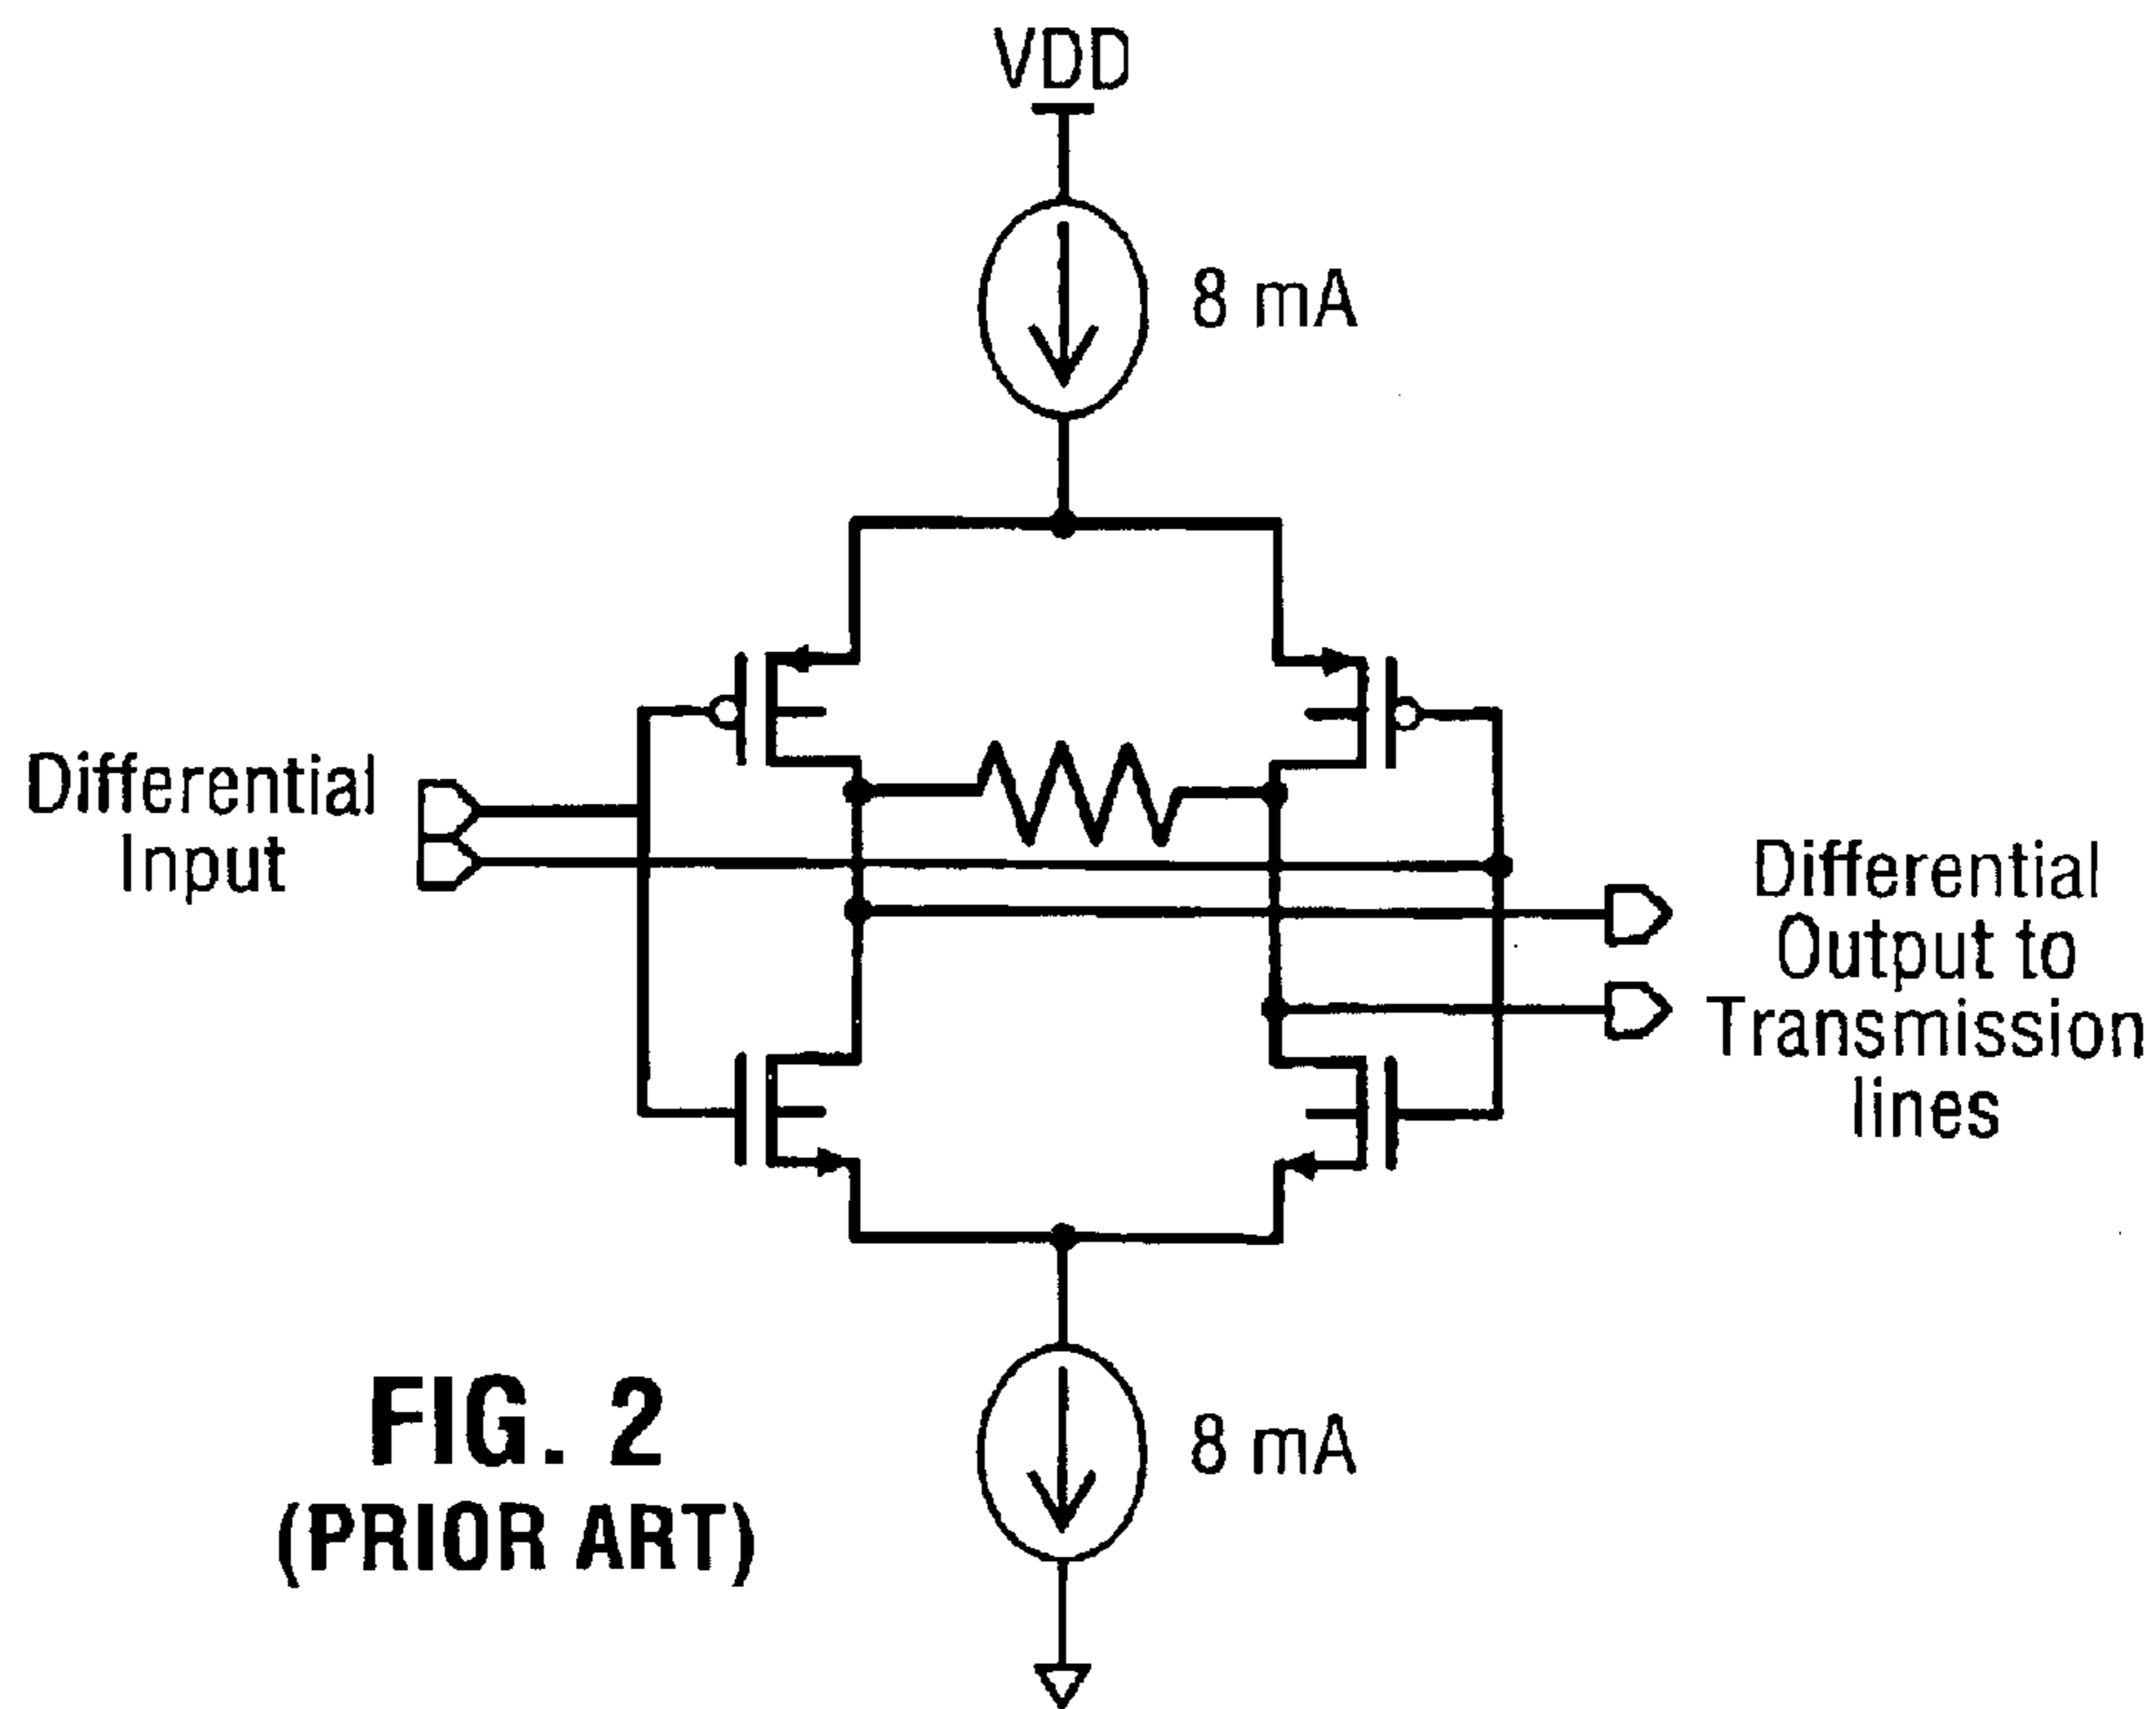 VDD
8 mA
Differential
Input
Differential
Output to
Transmission
lines
8 mA
FIG. 2
(PRIOR ART)